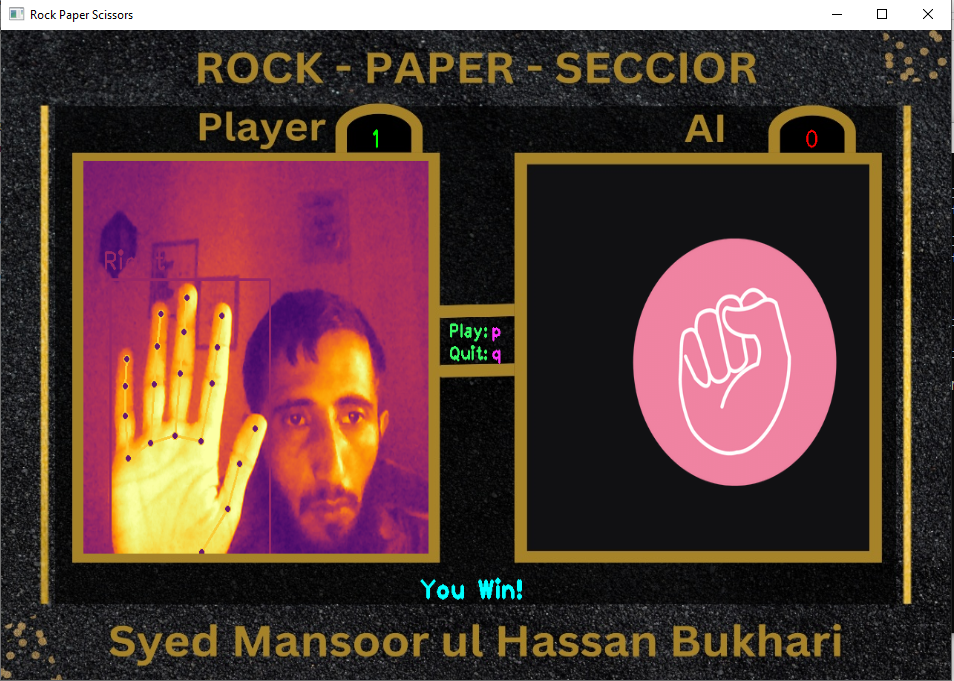 Rock Paper Scissors
ROCK - PAPER - SECCIOR
Player
1
AI
0
Play: p
Quit: q
You Win!
Syed Mansoor ul Hassan Bukhari